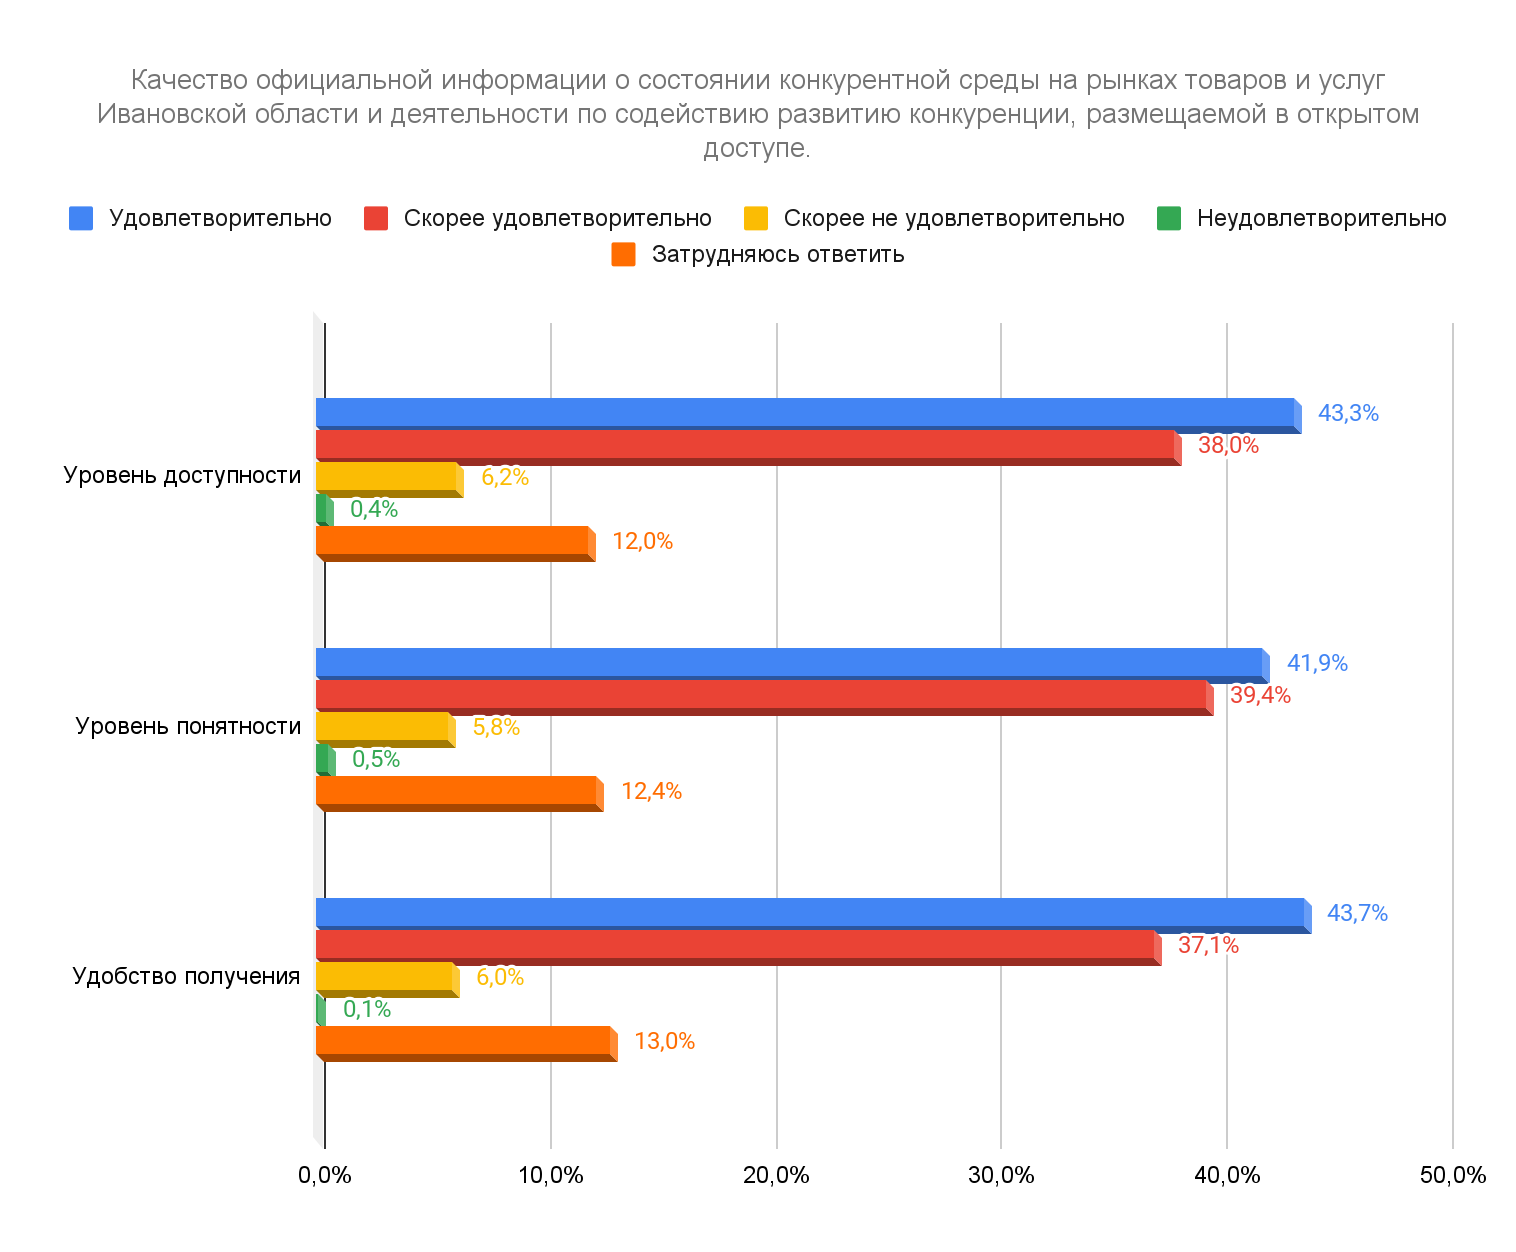 Качество официальной информации о состоянии конкурентной среды на рынках товаров и услуг
Ивановской области и деятельности по содействию развитию конкуренции, размещаемой в открытом
доступе.
Удовлетворительно Скорее удовлетворительно Скорее не удовлетворительно Неудовлетворительно
Затрудняюсь ответить
43,3%
38,0%
Уровень доступности
6,2%
0,4%
12,0%
41,9%
39,4%
Уровень понятности
5,8%
0,5%
12,4%
43,7%
37,1%
Удобство получения
6,0%
0,1%
13,0%
0,0% 10,0% 20,0% 30,0% 40,0% 50,0%